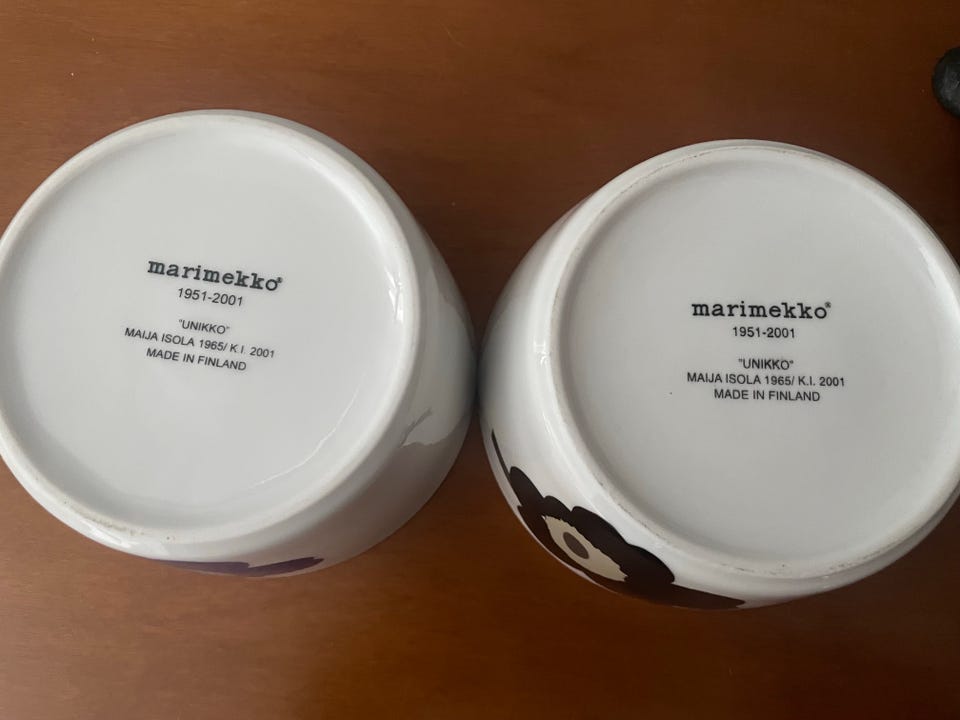 marimekko®
1951-2001
"UNIKKO"
MAIJA ISOLA 1965/ K.I. 2001
MADE IN FINLAND
marimekko®
1951-2001
"UNIKKO"
MAIJA ISOLA 1965/ K.I. 2001
MADE IN FINLAND